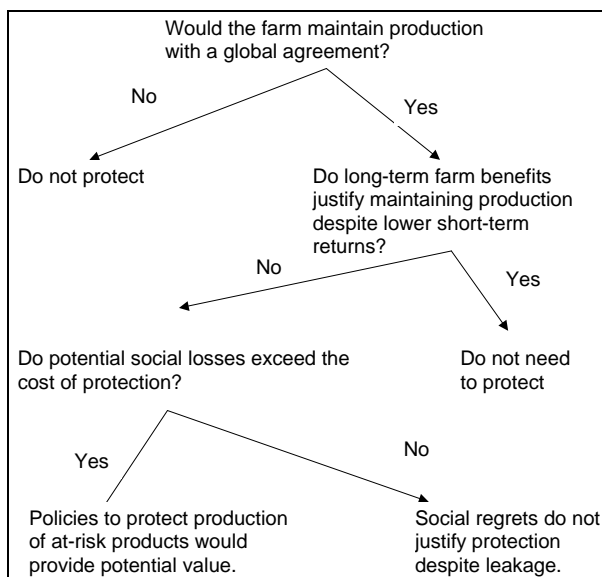 Would the farm maintain production
with a global agreement?
No
Yes
Do not protect
Do long-term farm benefits
justify maintaining production
despite lower short-term
returns?
No
Yes
Do potential social losses exceed the
cost of protection?
Do not need
to protect
Yes
No
Policies to protect production
of at-risk products would
provide potential value.
Social regrets do not
justify protection
despite leakage.